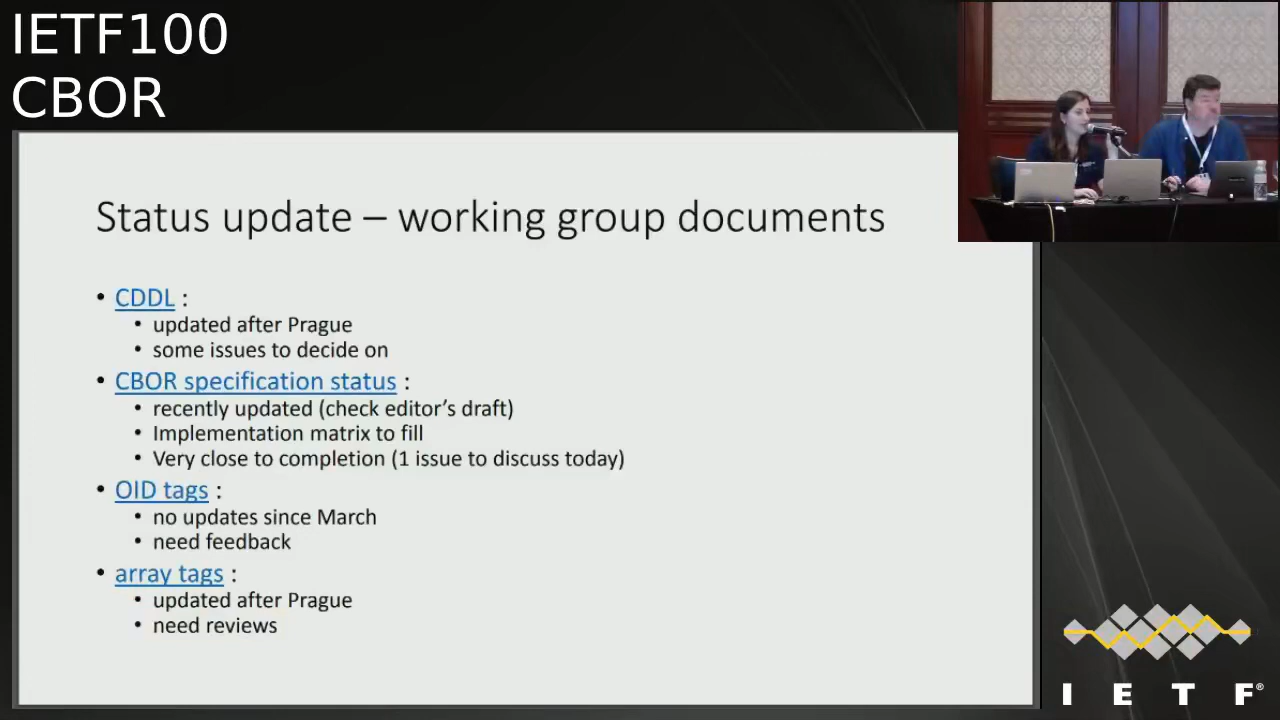 IETF100
CBOR
Status update – working group documents
• CDDL :
• updated after Prague
• some issues to decide on
• CBOR specification status :
• recently updated (check editor’s draft)
• Implementation matrix to fill
• Very close to completion (1 issue to discuss today)
• OID tags :
• no updates since March
• need feedback
• array tags :
• updated after Prague
• need reviews
I E T F®